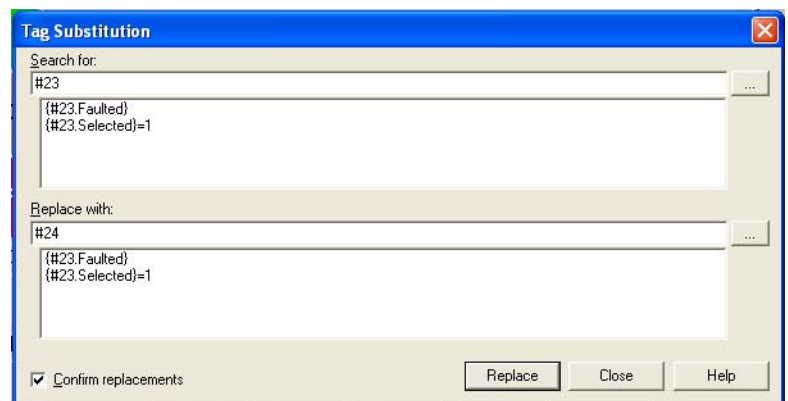 Tag Substitution
Search for:
#23
...
{#23.Faulted}
{#23.Selected}=1
Replace with:
#24
...
{#23.Faulted}
{#23.Selected}=1
Confirm replacements
Replace
Close
Help